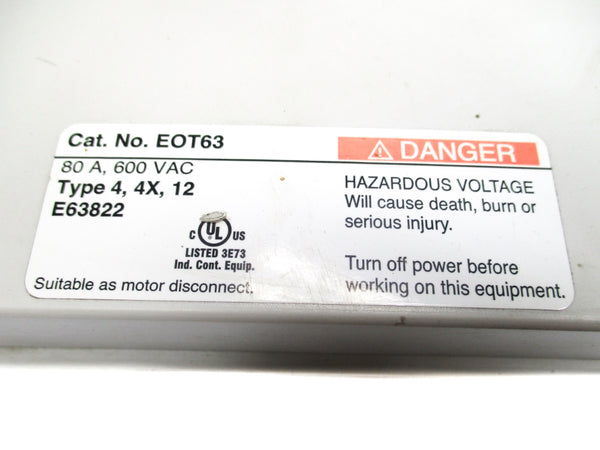 Cat. No. EOT63
80 A, 600 VAC
Type 4, 4X, 12
E63822
C UL US
LISTED 3E73
Ind. Cont. Equip.
Suitable as motor disconnect.
DANGER
HAZARDOUS VOLTAGE
Will cause death, burn or
serious injury.
Turn off power before
working on this equipment.